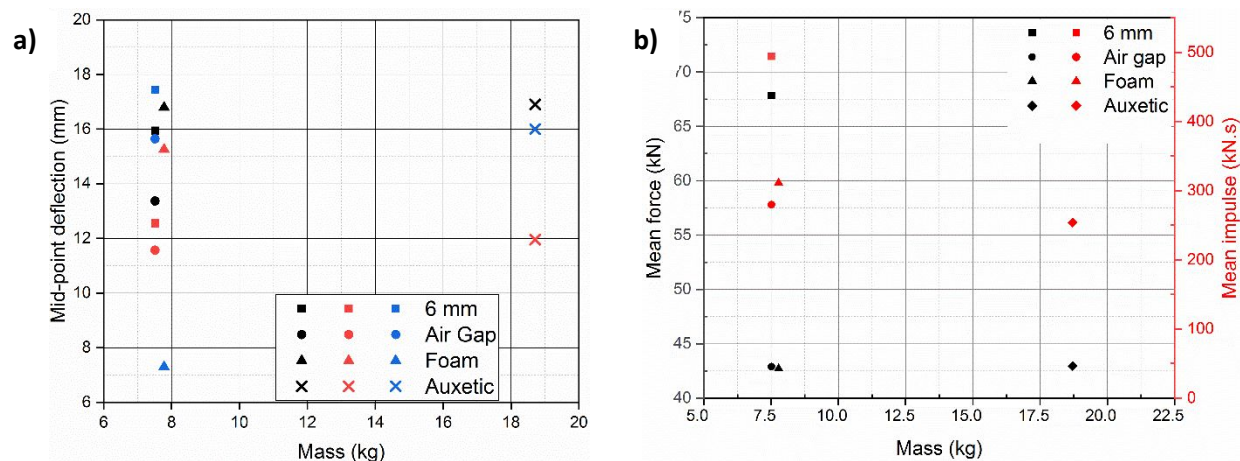 a)
20
18
16
14
12
10
8
6
Mid-point deflection (mm)
6 mm
Air Gap
Foam
Auxetic
6 8 10 12 14 16 18 20
Mass (kg)
b)
75
70
65
60
55
50
45
40
Mean force (kN)
6 mm
Air gap
Foam
Auxetic
500
400
300
200
100
0
Mean impulse (kN.s)
5.0 7.5 10.0 12.5 15.0 17.5 20.0 22.5
Mass (kg)